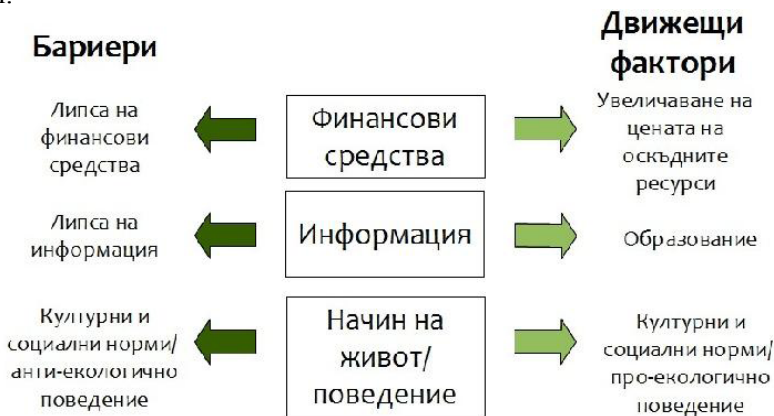 Бариери
Движещи
фактори
Липса на
финансови
средства
Финансови
средства
Увеличаване на
цената на
оскъдните
ресурси
Липса на
информация
Информация
Образование
Културни и
социални норми/
анти-екологично
поведение
Начин на
живот/
поведение
Културни и
социални норми/
про-екологично
поведение